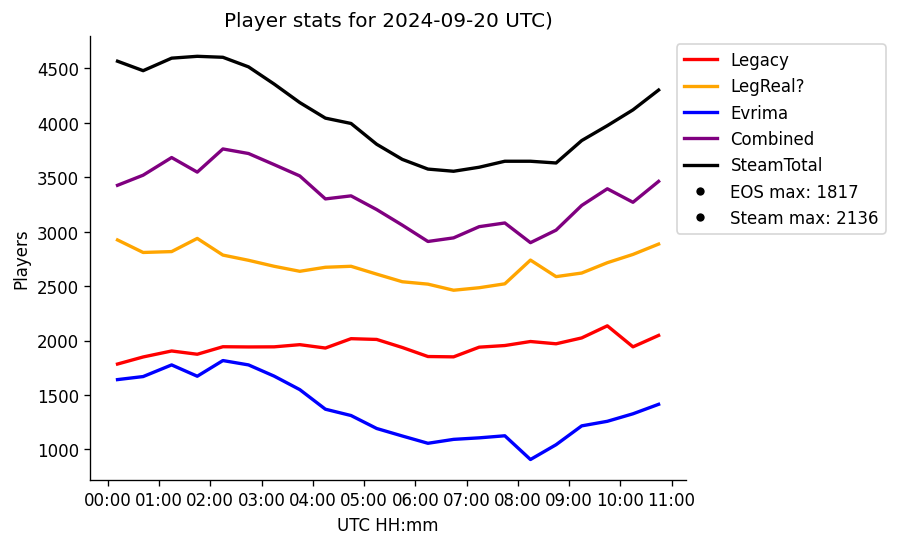 Player stats for 2024-09-20 UTC)
Legacy
LegReal?
Evrima
Combined
SteamTotal
EOS max: 1817
Steam max: 2136
Players
4500
4000
3500
3000
2500
2000
1500
1000
00:00 01:00 02:00 03:00 04:00 05:00 06:00 07:00 08:00 09:00 10:00 11:00
UTC HH:mm